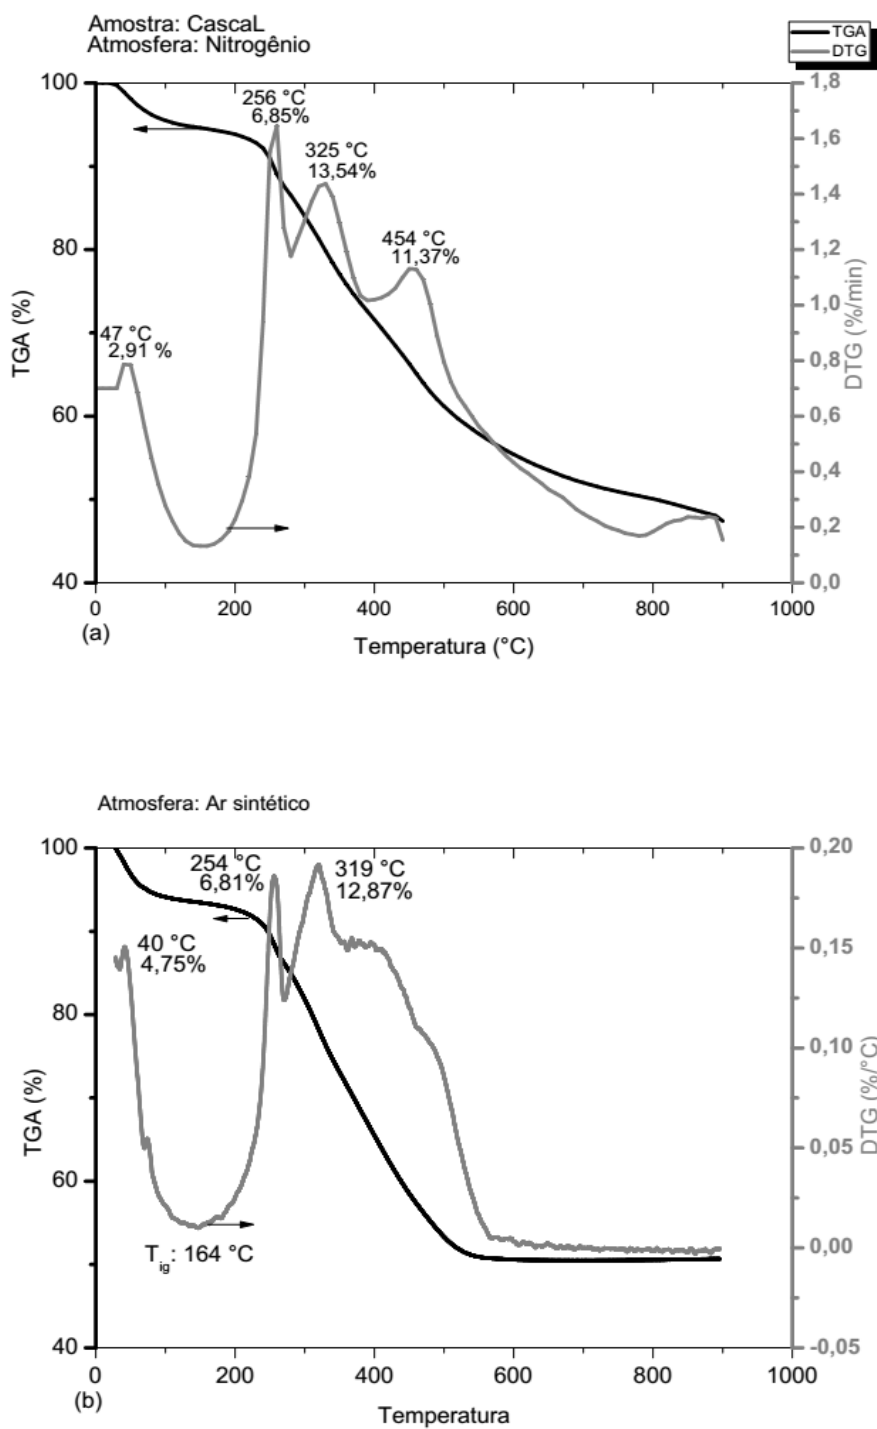 Amostra: CascaL
Atmosfera: Nitrogênio
TGA
DTG
100
80
60
40
TGA (%)
1,8
1,6
1,4
1,2
1,0
0,8
0,6
0,4
0,2
0,0
DTG (%/min)
256 °C
6,85%
325 °C
13,54%
454 °C
11,37%
47 °C
2,91 %
0
200
400
600
800
1000
(a)
Temperatura (°C)
Atmosfera: Ar sintético
100
80
60
40
TGA (%)
0,20
0,15
0,10
0,05
0,00
-0,05
DTG (%/°C)
254 °C
6,81%
319 °C
12,87%
40 °C
4,75%
Tig: 164 °C
0
200
400
600
800
1000
(b)
Temperatura